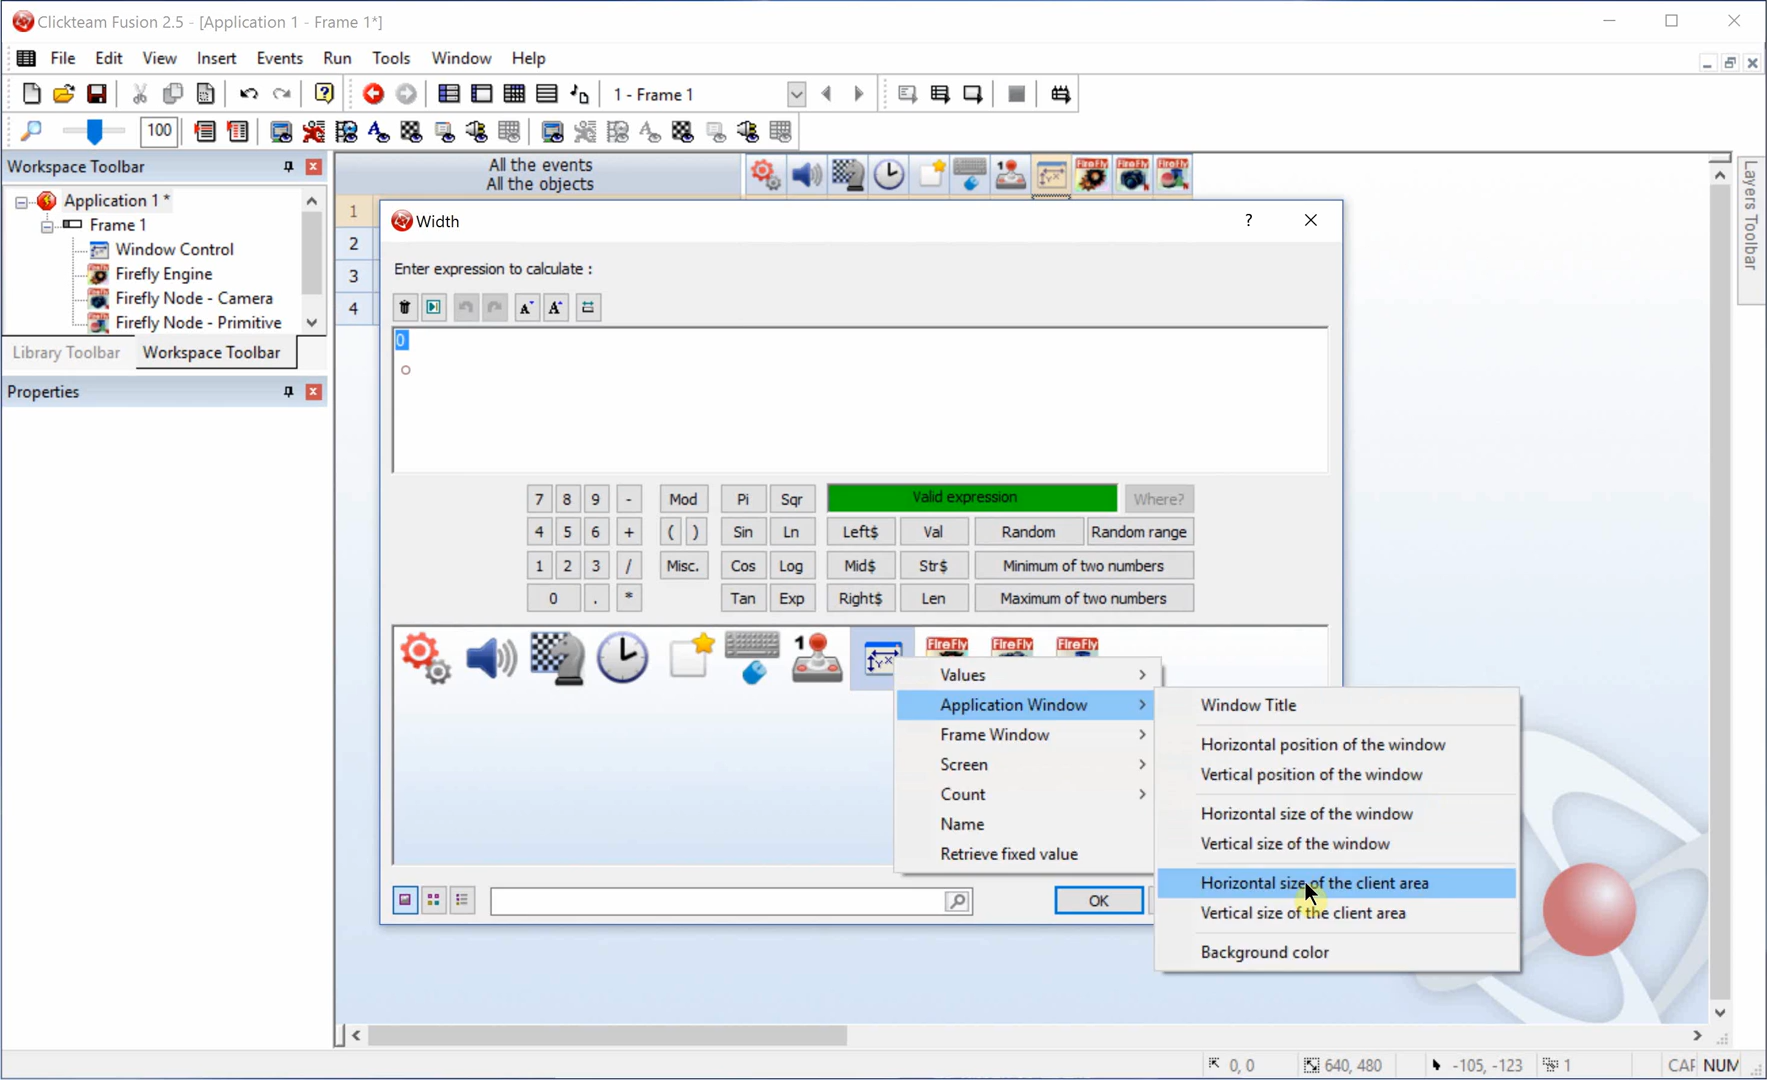 Clickteam Fusion 2.5 - [Application 1 - Frame 1*]
File Edit View Insert Events Run Tools Window Help
1 - Frame 1
100
Workspace Toolbar
Application 1 *
Frame 1
Window Control
Firefly Engine
Firefly Node - Camera
Firefly Node - Primitive
Library Toolbar Workspace Toolbar
Properties
All the events
All the objects
FireFly FireFly FireFly
1
2
3
4
Layers Toolbar
Width
?
Enter expression to calculate :
0
7 8 9 - Mod Pi Sqr Valid expression Where?
4 5 6 + ( ) Sin Ln Left$ Val Random Random range
1 2 3 / Misc. Cos Log Mid$ Str$ Minimum of two numbers
0 . * Tan Exp Right$ Len Maximum of two numbers
1
FireFly FireFly FireFly
Values
Application Window
Frame Window
Screen
Count
Name
Retrieve fixed value
Window Title
Horizontal position of the window
Vertical position of the window
Horizontal size of the window
Vertical size of the window
Horizontal size of the client area
Vertical size of the client area
Background color
OK
0, 0 640, 480 -105, -123 1 CAP NUM